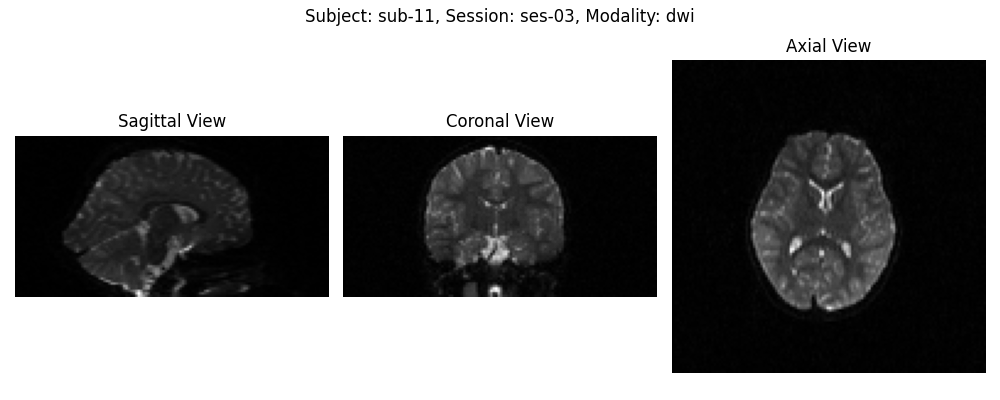 Subject: sub-11, Session: ses-03, Modality: dwi
Axial View
Sagittal View
Coronal View